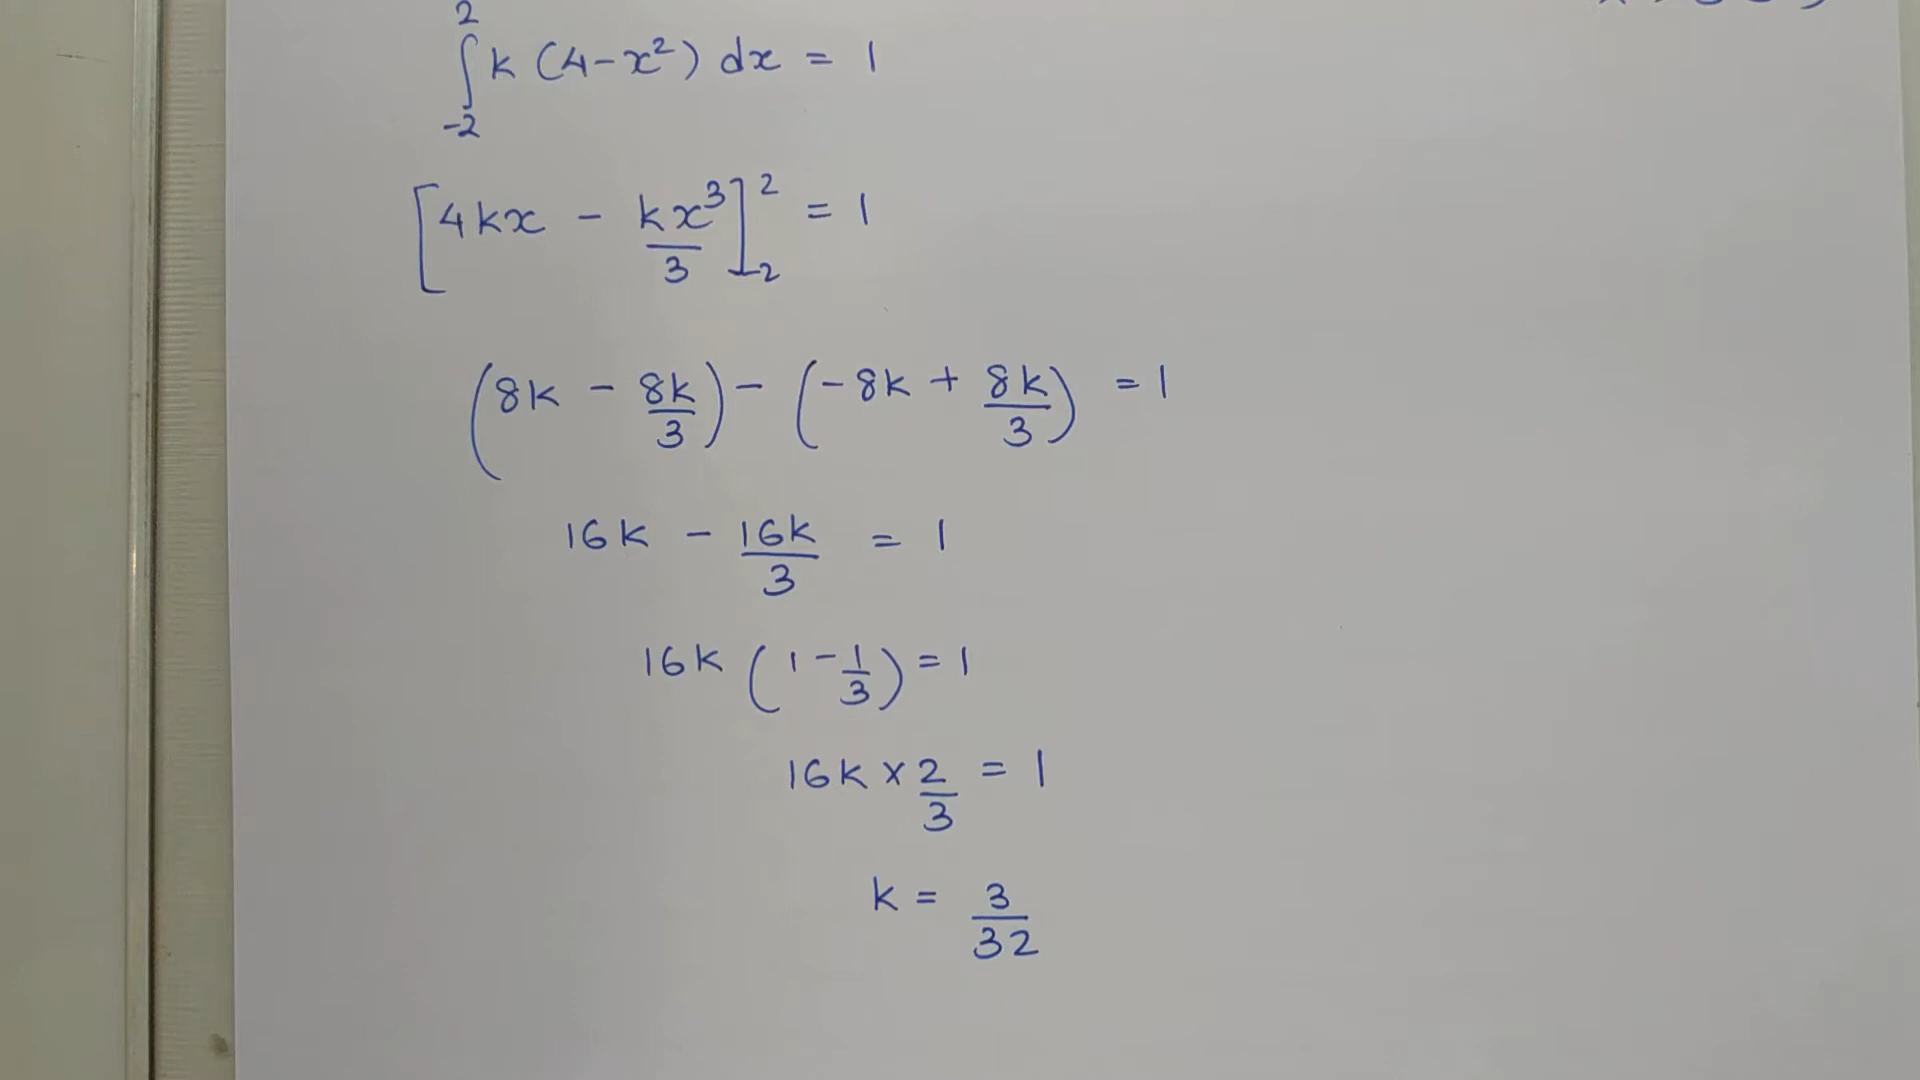 ∫_{-2}^{2} k (4-x²) dx = 1
[4kx - kx³/3]_{-2}^{2} = 1
(8k - 8k/3) - (-8k + 8k/3) = 1
16k - 16k/3 = 1
16k (1 - 1/3) = 1
16k × 2/3 = 1
k = 3/32